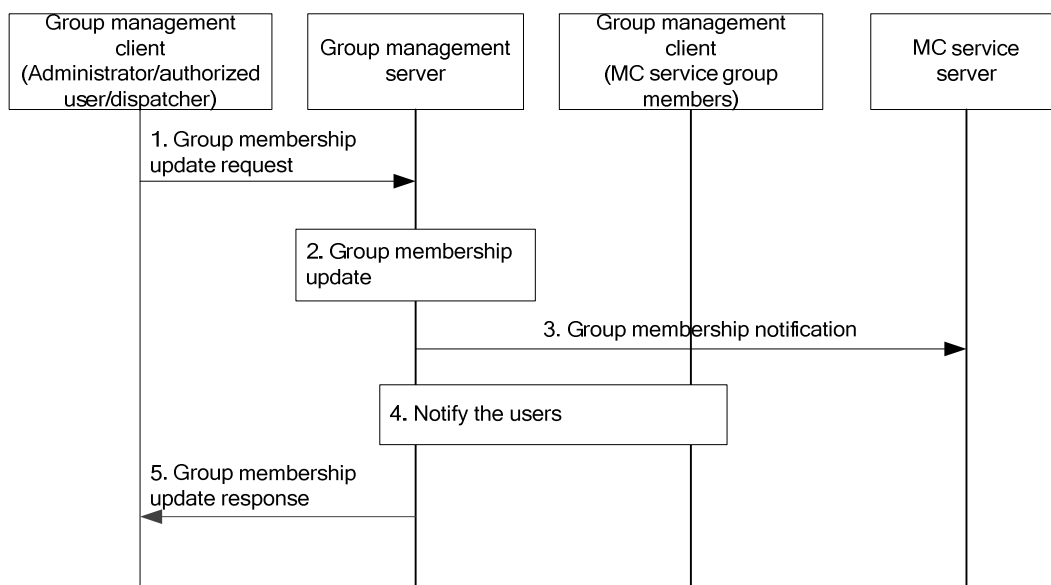 Group management
client
(Administrator/authorized
user/dispatcher)
Group management
server
Group management
client
(MC service group
members)
MC service
server
1. Group membership
update request
2. Group membership
update
3. Group membership notification
4. Notify the users
5. Group membership
update response